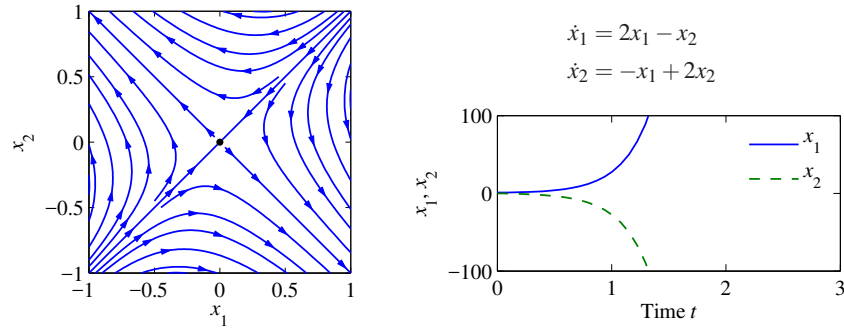 1
0.5
0
−0.5
−1
−1 −0.5 0 0.5 1
x₂
x₁
ẋ₁ = 2x₁ − x₂
ẋ₂ = −x₁ + 2x₂
100
0
−100
x₁, x₂
x₁
x₂
0 1 2 3
Time t